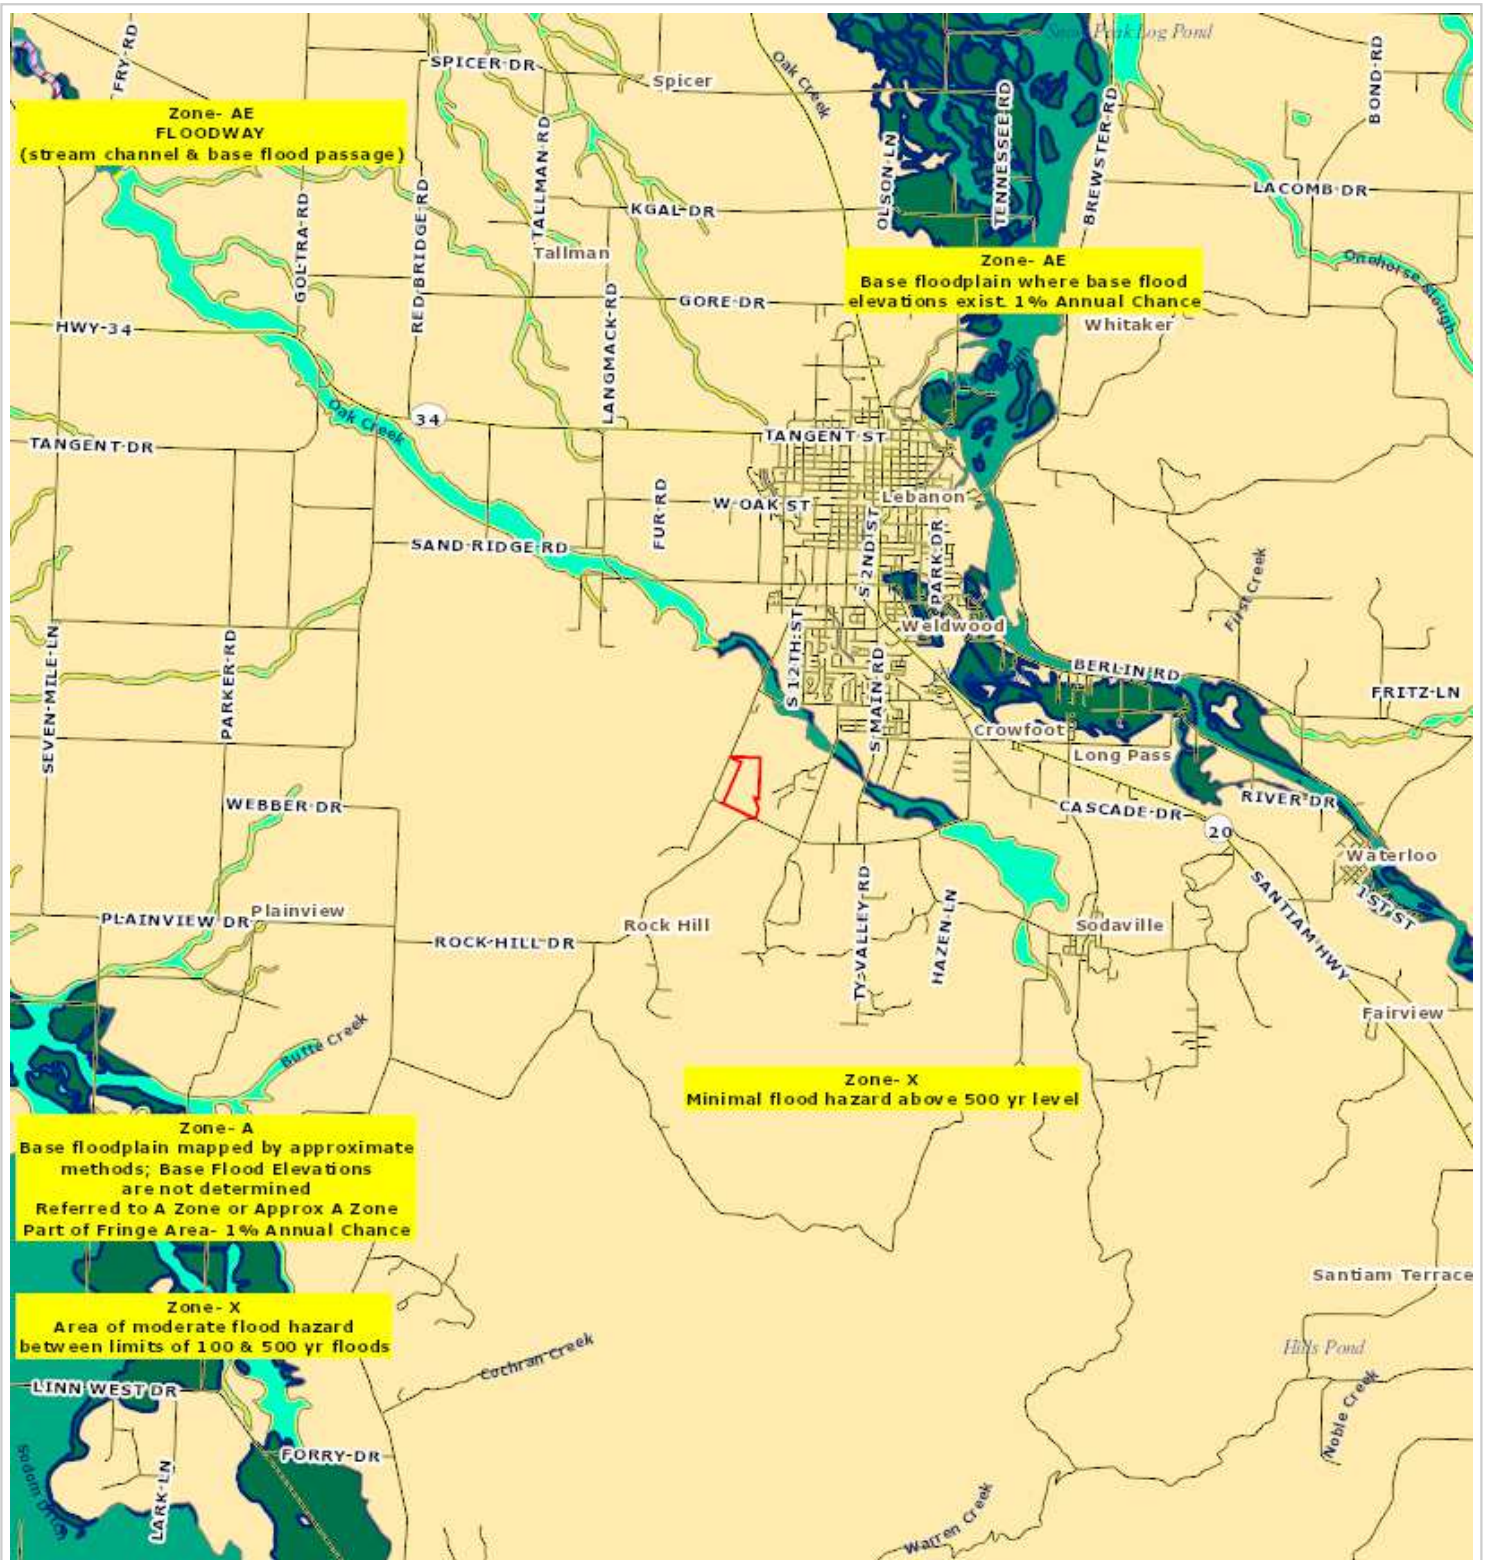 Snow Peak Log Pond
FRY-RD
SPICER DR
Spicer
Oak Creek
BOND-RD
Zone- AE
FLOODWAY
(stream channel & base flood passage)
TALLMAN-RD
OLSON-LN
TENNESSEE-RD
BREWSTER-RD
LACOMB DR
GOLTRA-RD
RED BRIDGE-RD
KGAL-DR
Tallman
Zone- AE
Base floodplain where base flood
elevations exist. 1% Annual Chance
Onehorse Slough
GORE-DR
HWY-34
LANGMACK-RD
Whitaker
Oak Creek
34
TANGENT-DR
TANGENT ST
FUR-RD
W-OAK ST
Lebanon
S 2ND ST
PARK-DR
SAND-RIDGE-RD
First Creek
SEVEN-MILE-LN
PARKER-RD
S 12TH-ST
S MAIN-RD
Weldwood
BERLIN RD
FRITZ-LN
Crowfoot
Long Pass
WEBBER-DR
CASCADE-DR
RIVER DR
20
Waterloo
1ST-ST
PLAINVIEW DR
Plainview
ROCK-HILL-DR
Rock Hill
TY-VALLEY-RD
HAZEN-LN
Sodaville
SANTIAM HWY
Fairview
Butte Creek
Zone- X
Minimal flood hazard above 500 yr level
Zone- A
Base floodplain mapped by approximate
methods; Base Flood Elevations
are not determined
Referred to A Zone or Approx A Zone
Part of Fringe Area- 1% Annual Chance
Santiam Terrace
Zone- X
Area of moderate flood hazard
between limits of 100 & 500 yr floods
Cochran Creek
Hills Pond
LINN WEST DR
Noble Creek
FORRY-DR
Sodom Ditch
LARK-LN
Warren Creek